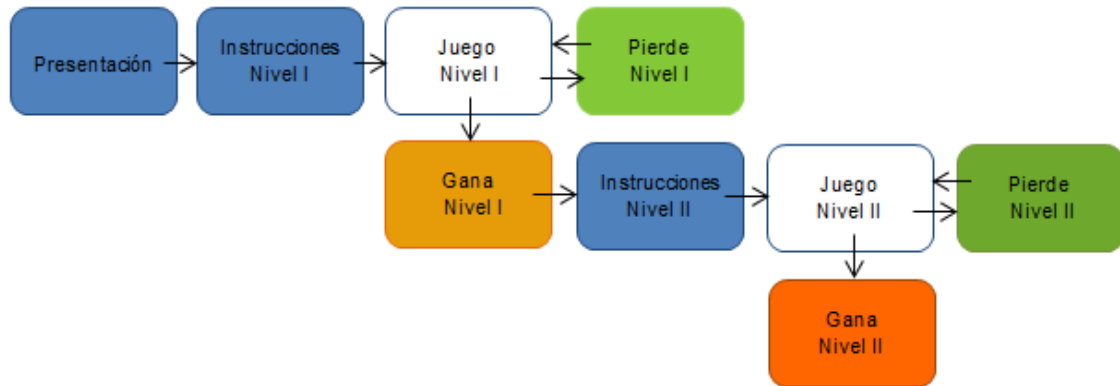 Presentación
Instrucciones
Nivel I
Juego
Nivel I
Pierde
Nivel I
Gana
Nivel I
Instrucciones
Nivel II
Juego
Nivel II
Pierde
Nivel II
Gana
Nivel II